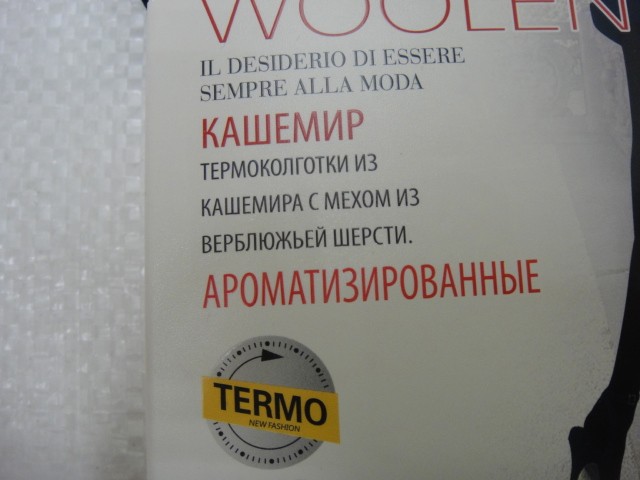 WOOLEN
IL DESIDERIO DI ESSERE
SEMPRE ALLA MODA
КАШЕМИР
ТЕРМОКОЛГОТКИ ИЗ
КАШЕМИРА С МЕХОМ ИЗ
ВЕРБЛЮЖЬЕЙ ШЕРСТИ.
АРОМАТИЗИРОВАННЫЕ
TERMO
NEW FASHION